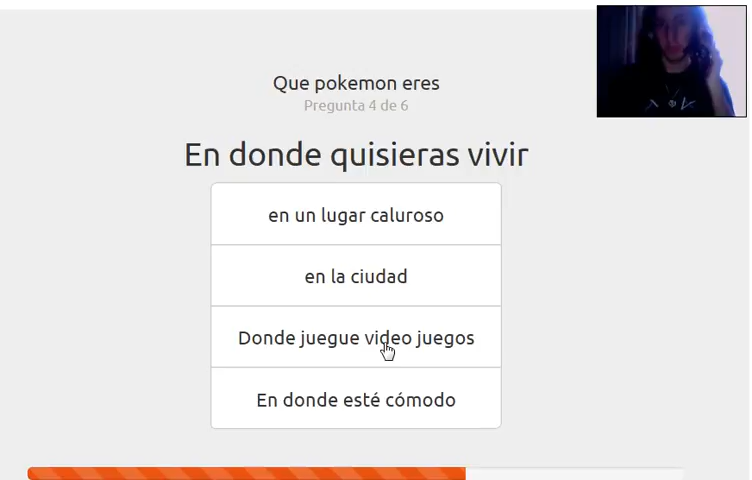 Que pokemon eres
Pregunta 4 de 6
En donde quisieras vivir
en un lugar caluroso
en la ciudad
Donde juegue video juegos
En donde esté cómodo